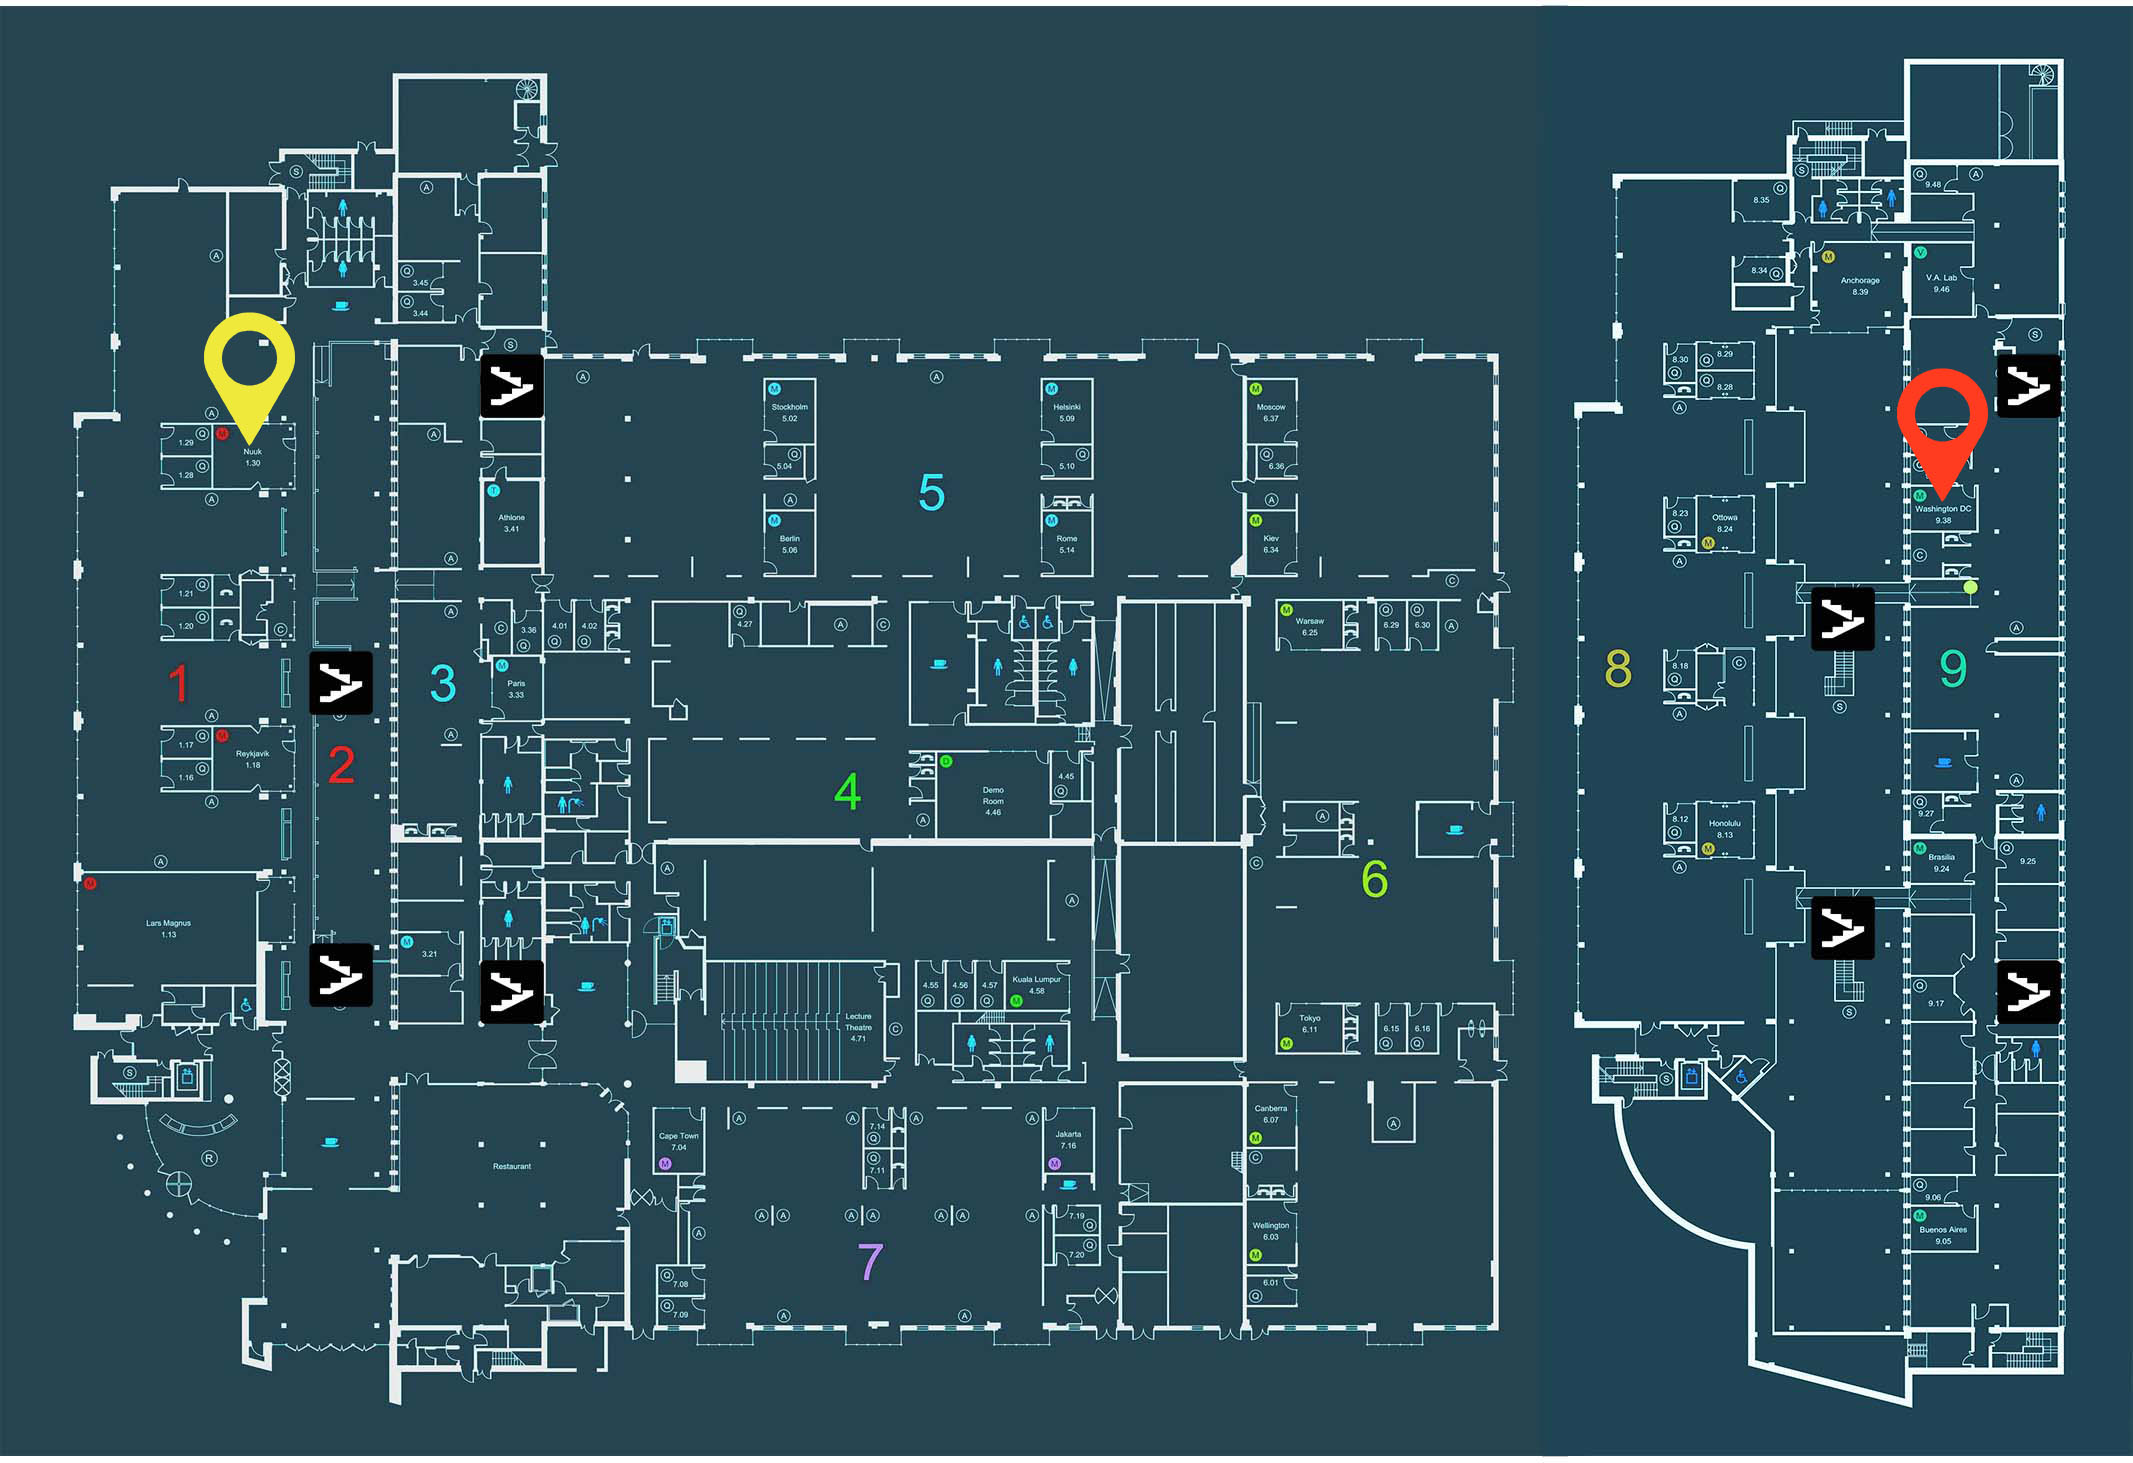 S
A
A
Q
3.45
Q
3.44
S
A
A
A
A
M
Stockholm
5.02
M
Helsinki
5.09
M
Moscow
6.37
1.29
Q
M
Nuuk
1.30
1.28
Q
A
A
Q
5.04
Q
5.10
Q
6.36
T
Athlone
3.41
5
A
A
M
Berlin
5.06
M
Rome
5.14
M
Kiev
6.34
A
1.21
Q
1.20
Q
C
A
C
Q
3.36
Q
4.01
Q
4.02
Q
Q
4.27
A
C
C
M
Warsaw
6.25
Q
6.29
Q
6.30
A
1
3
M
Paris
3.33
A
A
1.17
Q
M
Reykjavik
1.18
1.16
Q
A
2
4
D
Demo
Room
4.46
4.45
Q
A
A
A
A
A
C
6
M
Lars Magnus
1.13
M
3.21
4.55
Q
4.56
Q
4.57
Q
Kuala Lumpur
4.58
M
Lecture
Theatre
4.71
C
Tokyo
6.11
M
6.15
Q
6.16
Q
S
R
Restaurant
Cape Town
7.04
M
A
A
7.14
Q
Q
7.11
A
A
Jakarta
7.16
M
Canberra
6.07
M
C
A
A
A
A
A
A
A
A
A
7.19
Q
7.20
Q
Wellington
6.03
M
7
Q
7.08
Q
7.09
A
A
6.01
Q
S
8.35
Q
Q
9.48
A
8.34
Q
M
Anchorage
8.39
V
V.A. Lab
9.46
S
8.30
Q
8.29
Q
8.28
Q
A
8.23
Q
Ottowa
8.24
M
A
M
Washington DC
9.38
C
A
8
8.18
Q
C
A
S
9
8.12
Q
Honolulu
8.13
M
A
A
Q
9.27
M
Brasilia
9.24
Q
9.25
Q
9.17
S
S
Q
9.06
M
Buenos Aires
9.05